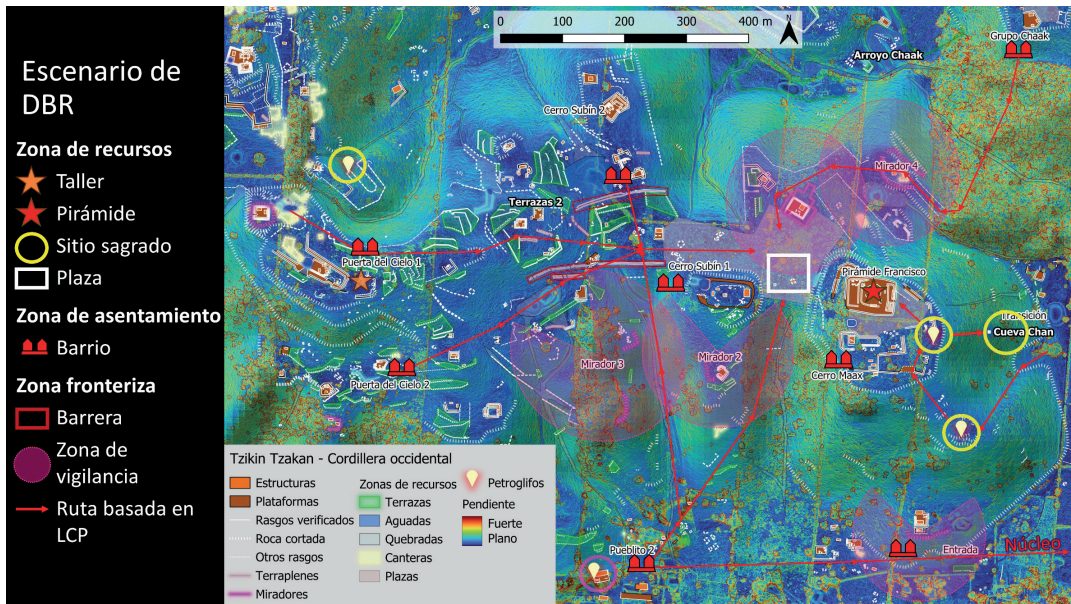 Escenario de
DBR
Zona de recursos
Taller
Pirámide
Sitio sagrado
Plaza
Zona de asentamiento
Barrio
Zona fronteriza
Barrera
Zona de
vigilancia
Ruta basada en
LCP
0 100 200 300 400 m
N
Grupo Chaak
Arroyo Chaak
Cerro Subín 2
Mirador 4
Terrazas 2
Puerta del Cielo 1
Cerro Subín 1
Pirámide Francisco
Transición
Cueva Chan
Mirador 3
Mirador 2
Cerro Maax
Puerta del Cielo 2
Pueblito 2
Entrada
Núcleo
Tzikin Tzakan - Cordillera occidental
Estructuras
Plataformas
Rasgos verificados
Roca cortada
Otros rasgos
Terraplenes
Miradores
Zonas de recursos
Terrazas
Aguadas
Quebradas
Canteras
Plazas
Petroglifos
Pendiente
Fuerte
Plano